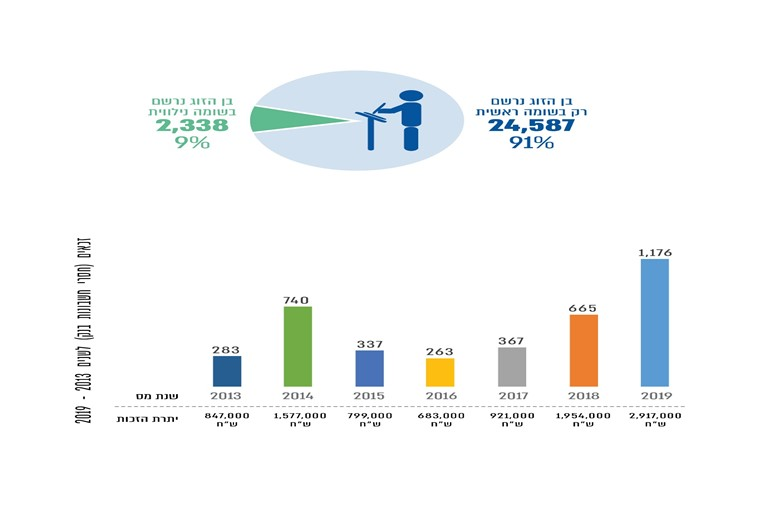 בן הזוג נרשם
רק בשומה ראשית
24,587
91%
בן הזוג נרשם
בשומה נילווית
2,338
9%
זכאים (חסרי חשבונות בנק) לשנים 2013 - 2019
283
740
337
263
367
665
1,176
שנת מס 2013 2014 2015 2016 2017 2018 2019
יתרת הזכות 847,000 1,577,000 799,000 683,000 921,000 1,954,000 2,917,000
ש"ח ש"ח ש"ח ש"ח ש"ח ש"ח ש"ח